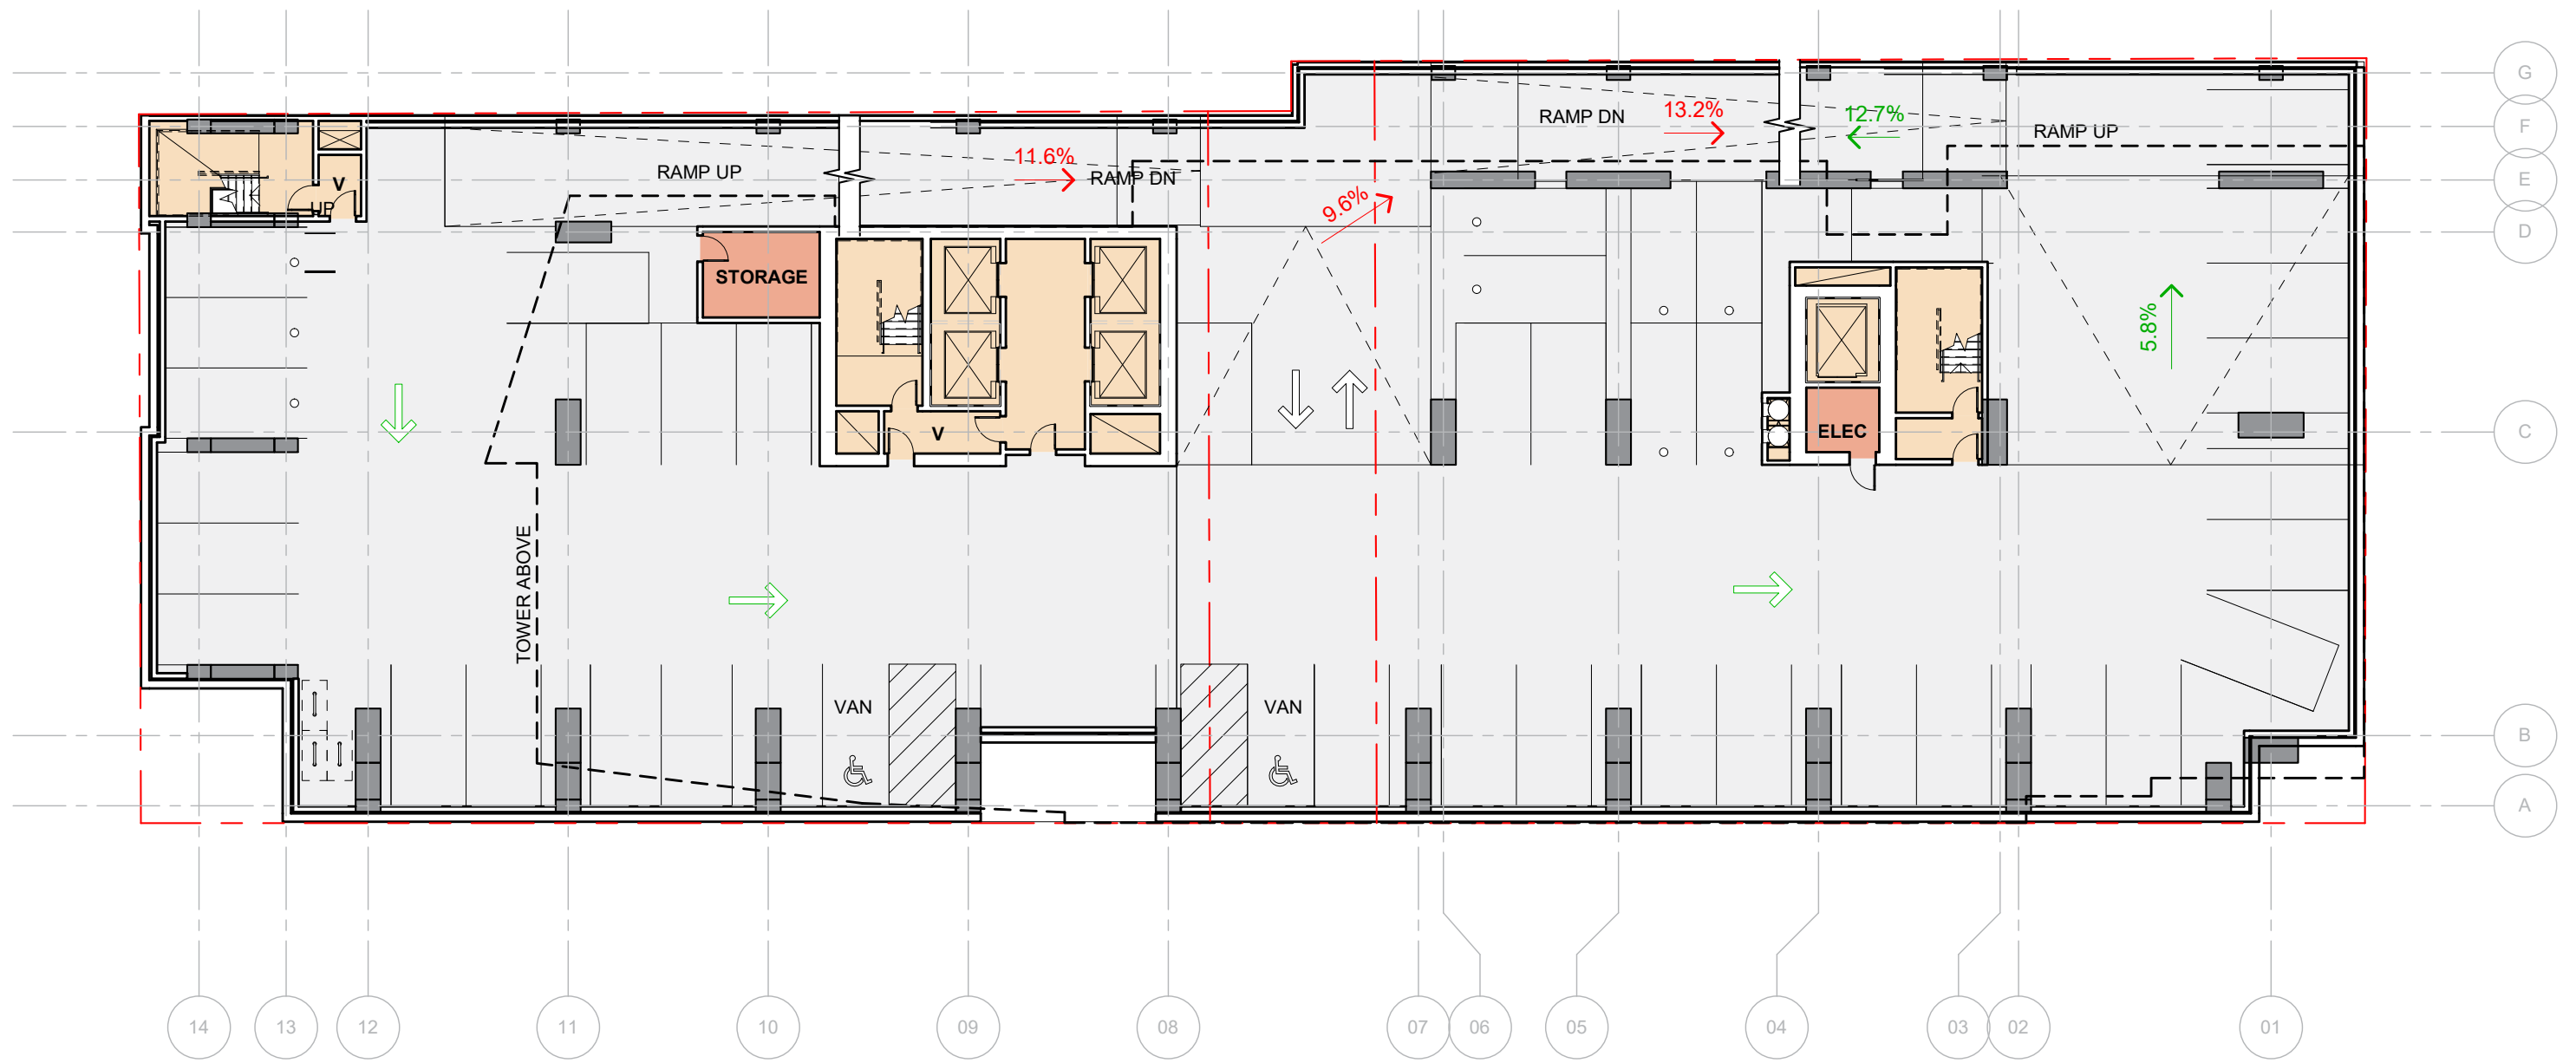 G
RAMP DN
13.2%
12.7%
RAMP UP
F
11.6%
RAMP UP
RAMP DN
V
UP
E
9.6%
D
STORAGE
5.8%
V
ELEC
C
TOWER ABOVE
VAN
VAN
B
A
14
13
12
11
10
09
08
07
06
05
04
03
02
01